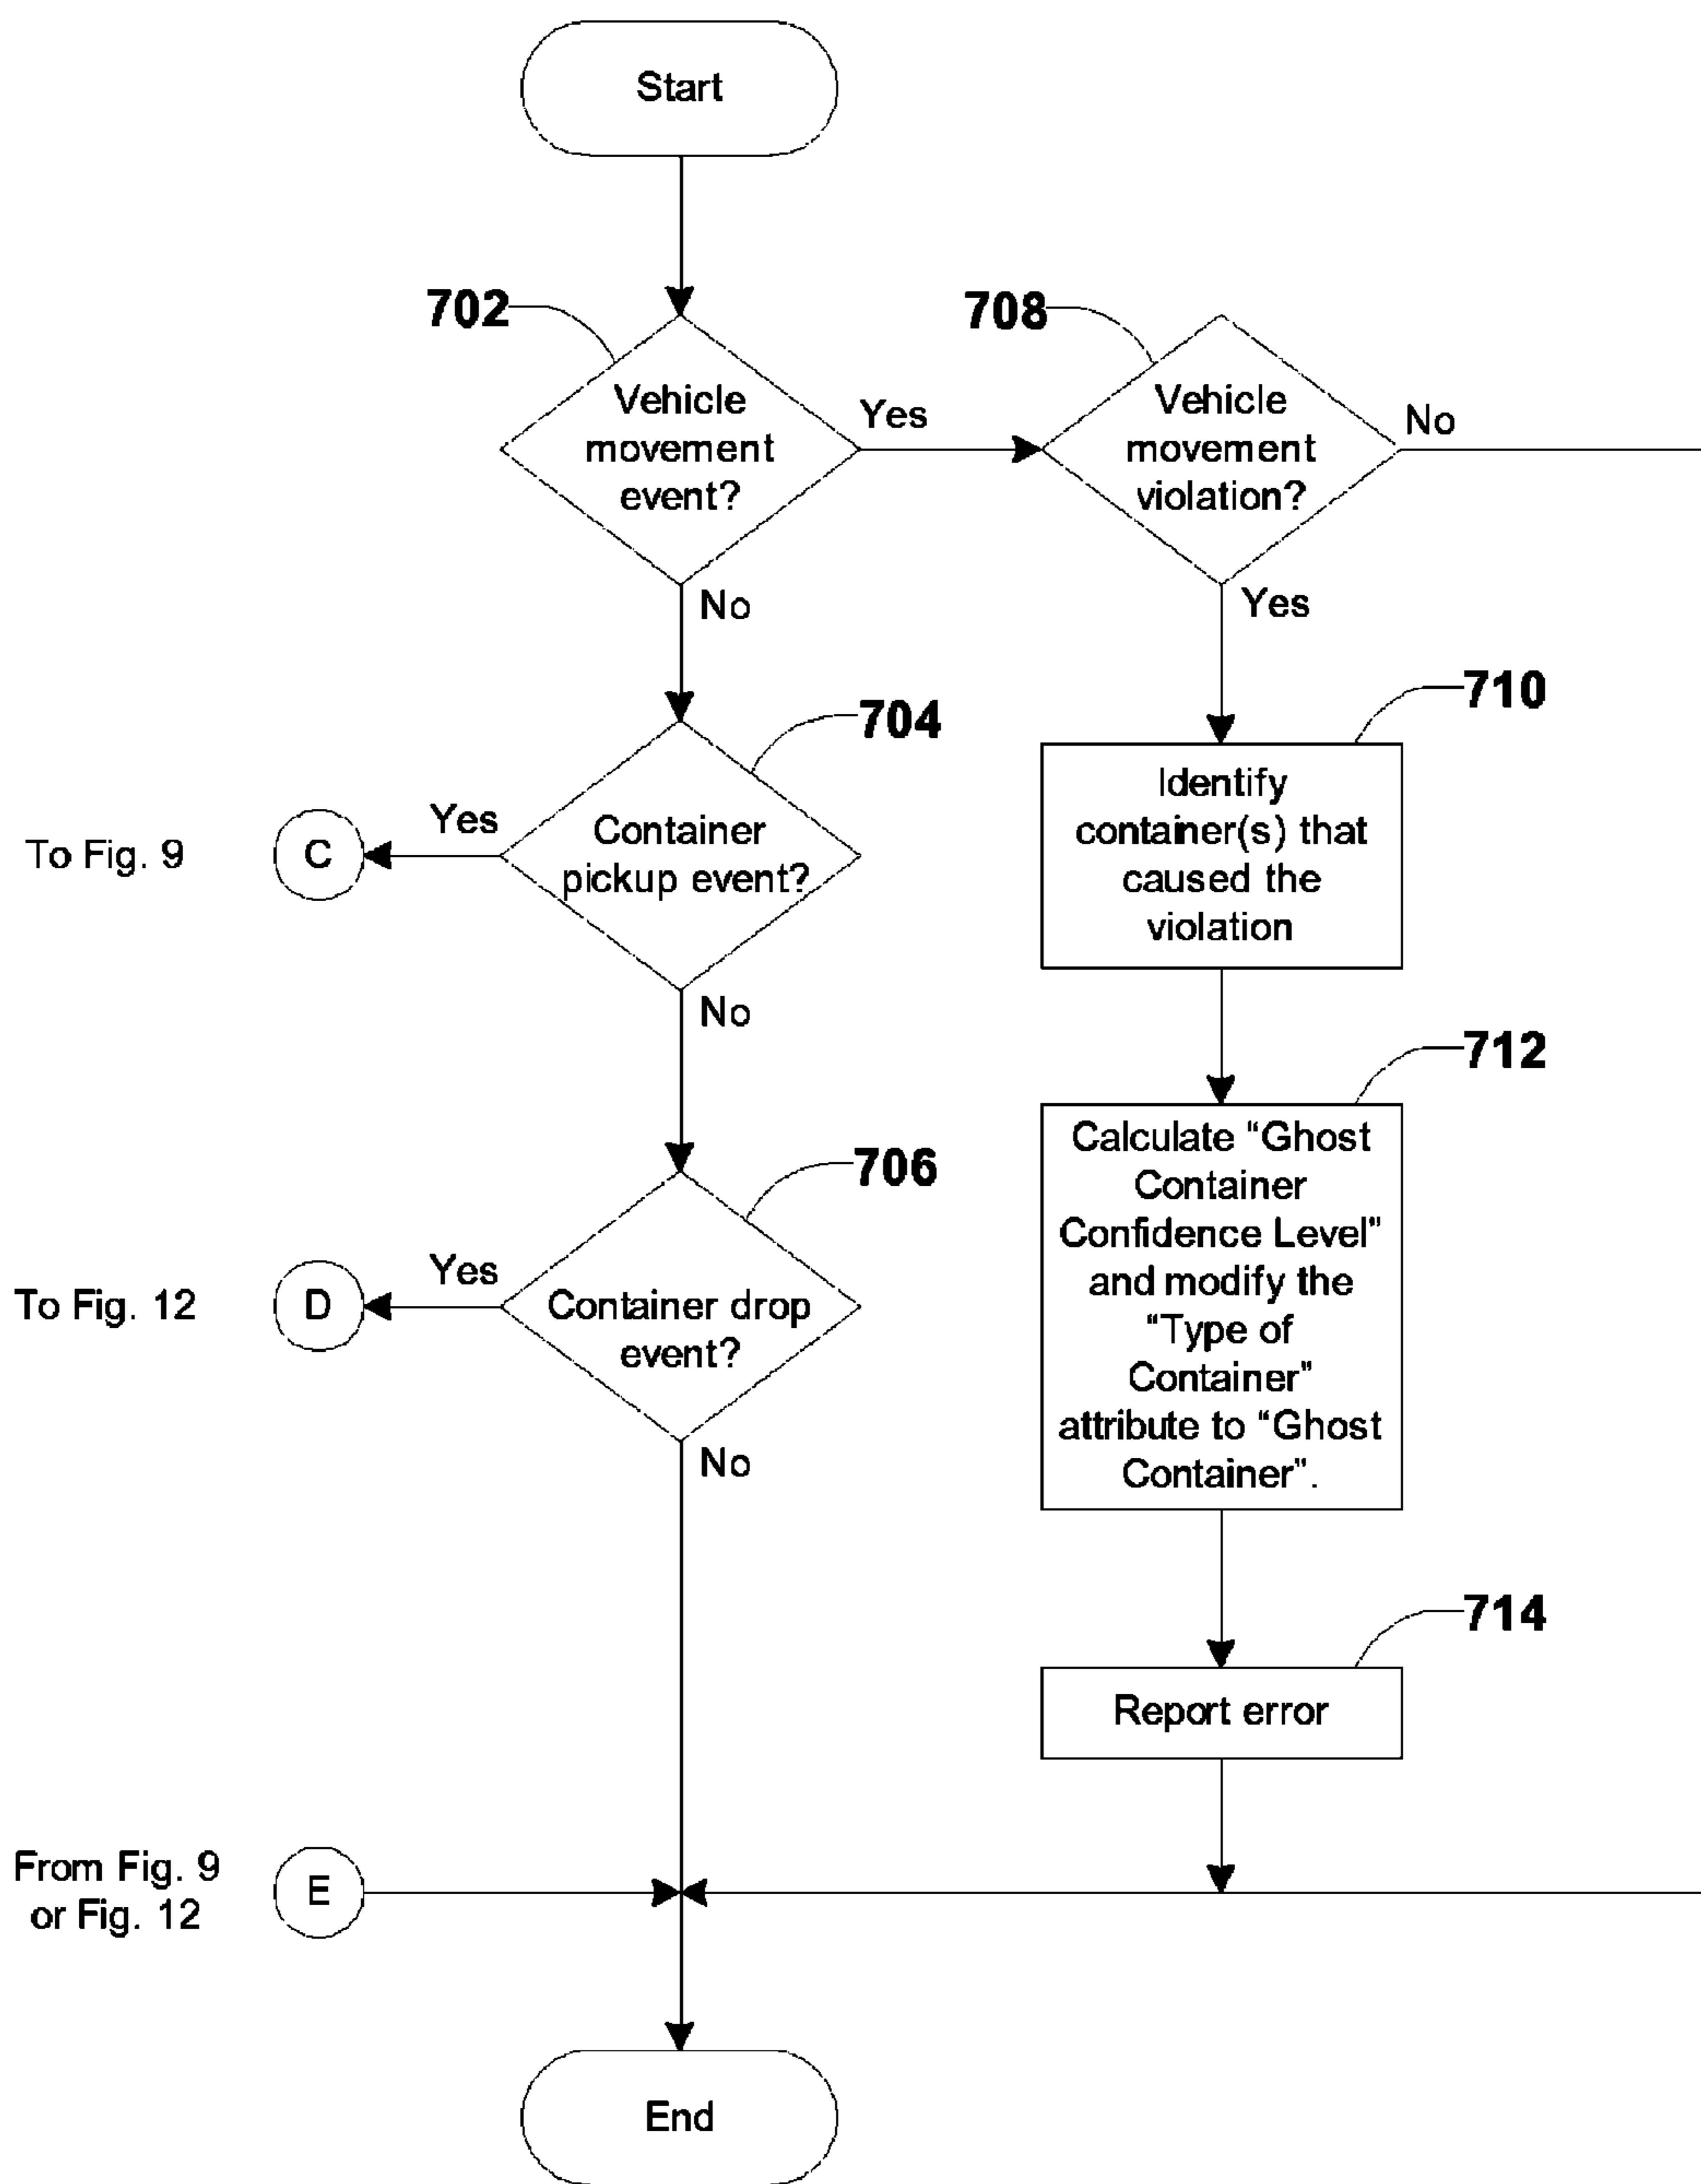 Start
702
Vehicle
movement
event?
Yes
No
708
Vehicle
movement
violation?
No
Yes
704
Container
pickup event?
Yes
C
To Fig. 9
No
710
Identify
container(s) that
caused the
violation
712
Calculate “Ghost
Container
Confidence Level”
and modify the
“Type of
Container”
attribute to “Ghost
Container”.
706
Container drop
event?
Yes
D
To Fig. 12
No
714
Report error
From Fig. 9
or Fig. 12
E
End